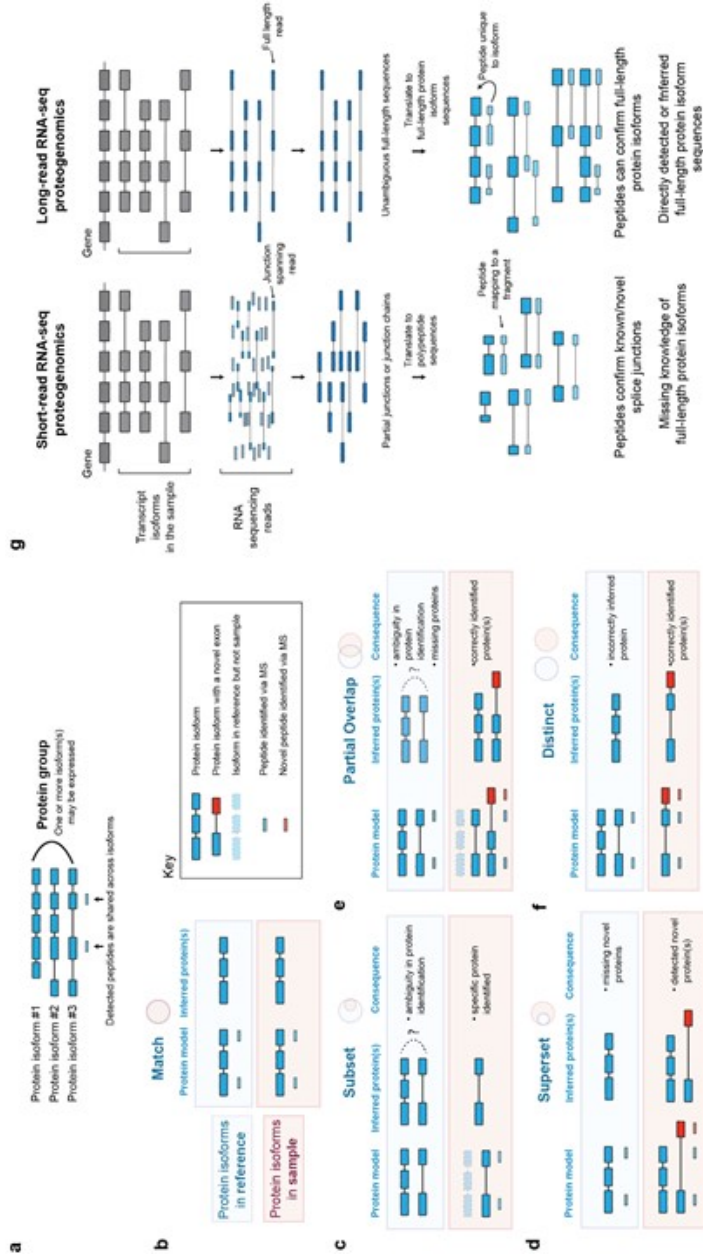 a
Protein isoform #1
Protein isoform #2
Protein isoform #3
Protein group
One or more isoform(s)
may be expressed
Detected peptides are shared across isoforms
b
Match
Protein model
Inferred protein(s)
Protein isoforms
in reference
Protein isoforms
in sample
Key
Protein isoform
Protein isoform with a novel exon
Isoform in reference but not sample
Peptide identified via MS
Novel peptide identified via MS
c
Subset
Protein model
Inferred protein(s)
Consequence
?
• ambiguity in protein
identification
• specific protein
identified
d
Superset
Protein model
Inferred protein(s)
Consequence
• missing novel
proteins
• detected novel
protein(s)
e
Partial Overlap
Protein model
Inferred protein(s)
Consequence
?
• ambiguity in
protein
identification
• missing proteins
•correctly identified
protein(s)
f
Distinct
Protein model
Inferred protein(s)
Consequence
• incorrectly inferred
protein
•correctly identified
protein(s)
g
Short-read RNA-seq
proteogenomics
Gene
Transcript
isoforms
in the sample
RNA
sequencing
reads
Junction
spanning
read
Partial junctions or junction chains
Translate to
polypeptide
sequences
Peptide
mapping to a
fragment
Peptides confirm known/novel
splice junctions
Missing knowledge of
full-length protein isoforms
Long-read RNA-seq
proteogenomics
Gene
Full length
read
Unambiguous full-length sequences
Translate to
full-length protein
isoform
sequences
Peptide unique
to isoform
Peptides can confirm full-length
protein isoforms
Directly detected or fnferred
full-length protein isoform
sequences